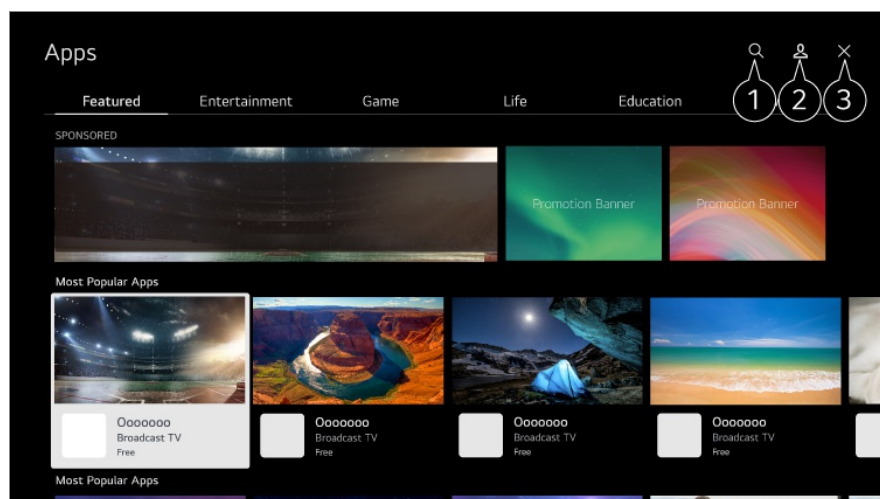 Apps
1 2 3
Featured Entertainment Game Life Education
SPONSORED
Promotion Banner Promotion Banner
Most Popular Apps
Ooooooo Ooooooo Ooooooo Ooooooo
Broadcast TV Broadcast TV Broadcast TV Broadcast TV
Free Free Free Free
Most Popular Apps